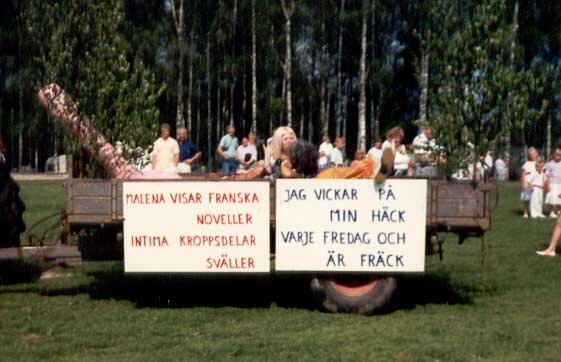 MALENA VISAR FRANSKA
NOVELLER
INTIMA KROPPSDELAR
SVÄLLER
JAG VICKAR PÅ
MIN HÄCK
VARJE FREDAG OCH
ÄR FRÄCK